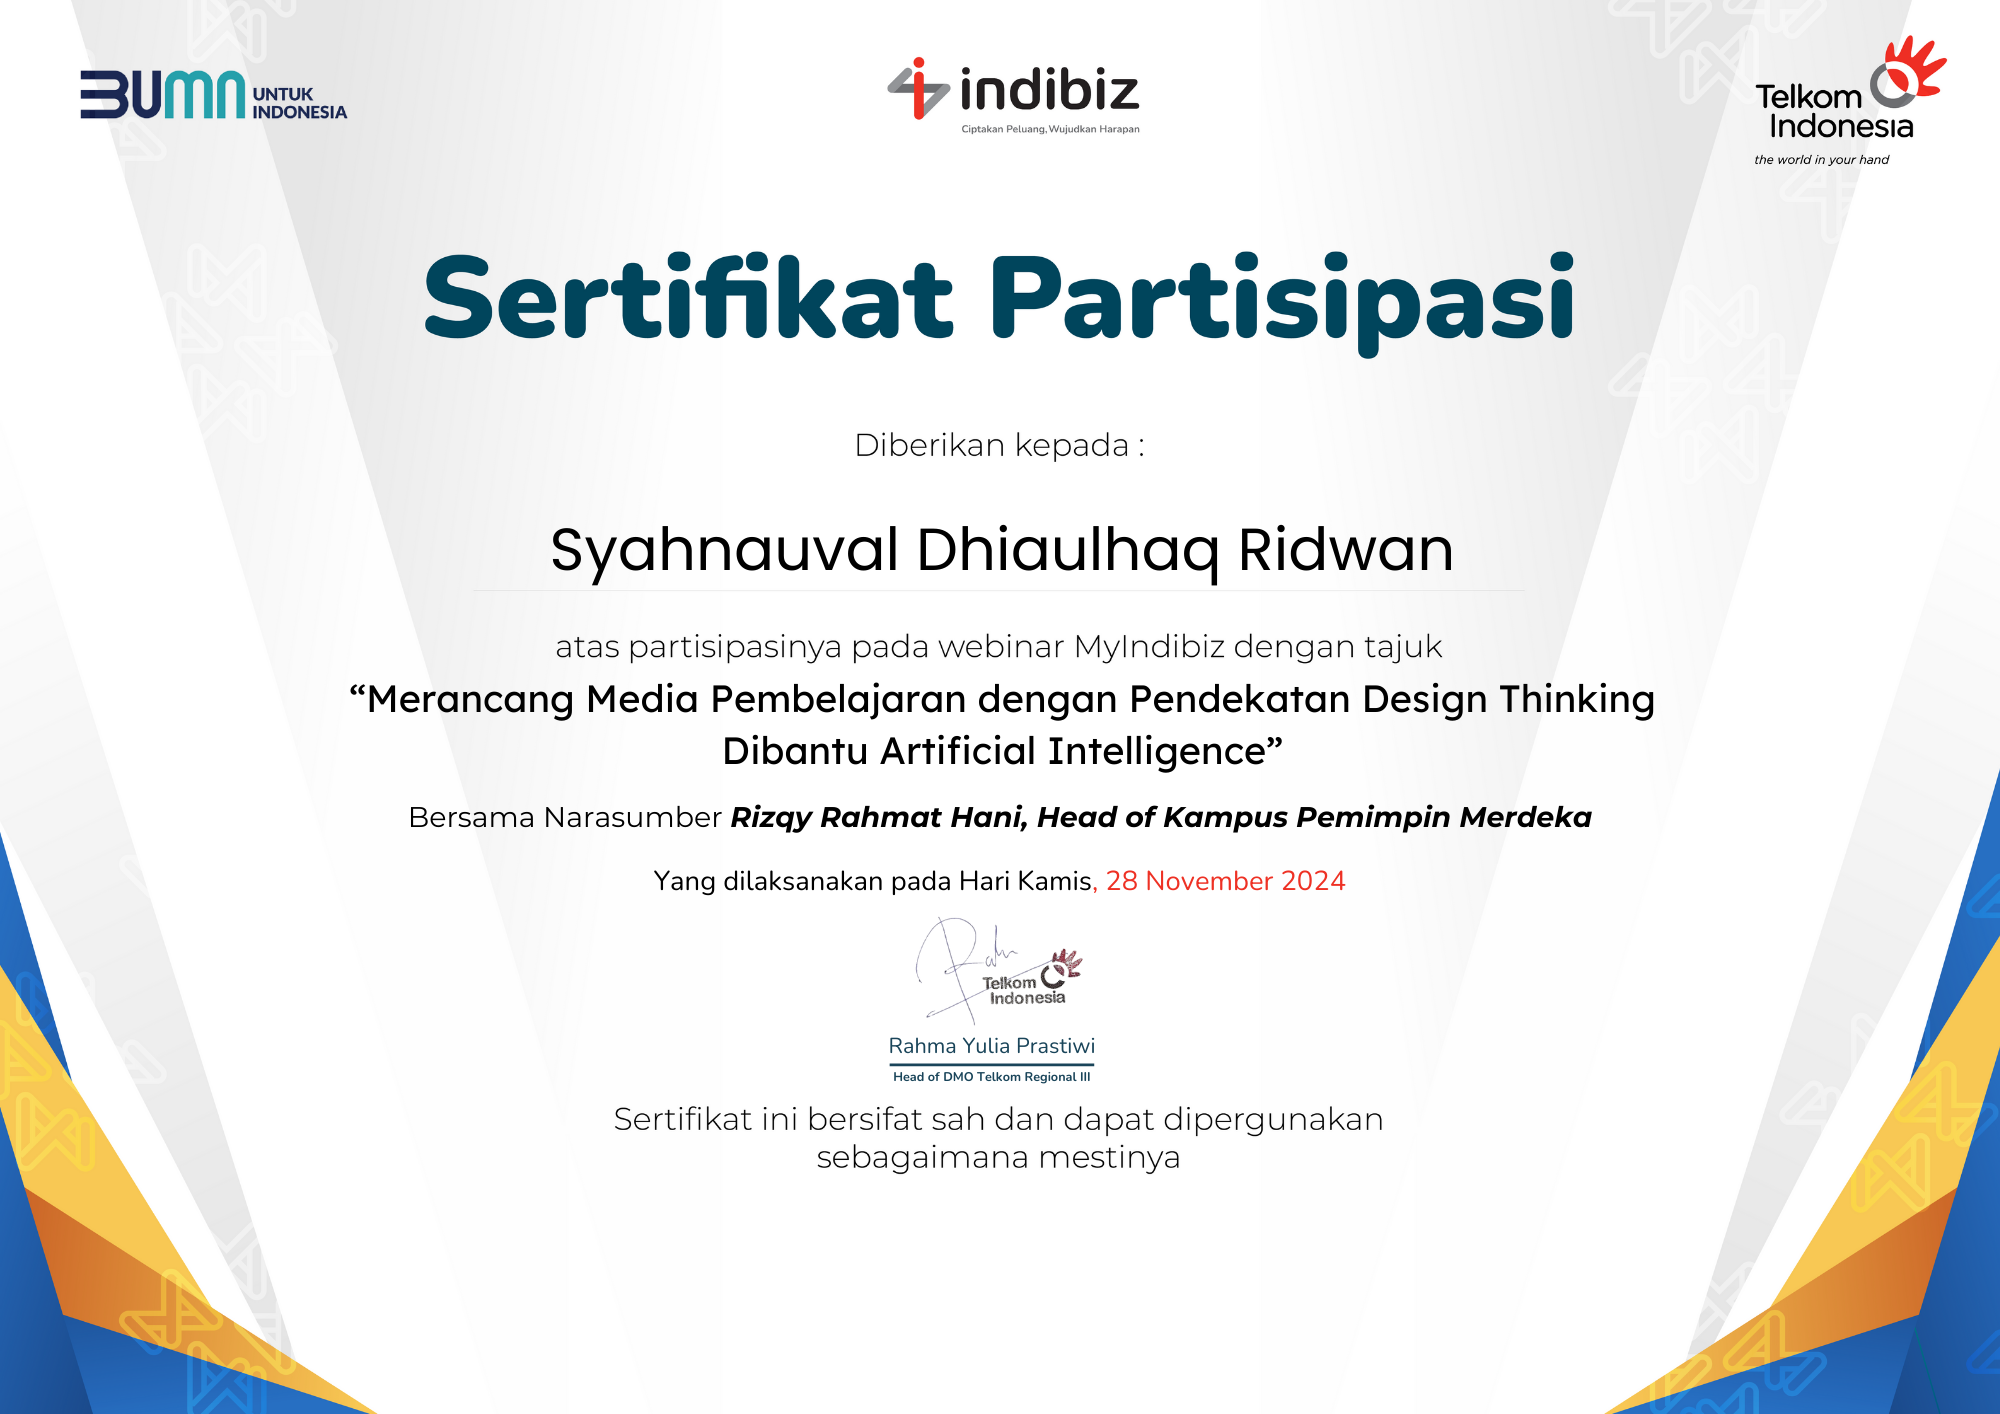 BUMN UNTUK INDONESIA
indibiz
Ciptakan Peluang, Wujudkan Harapan
Telkom Indonesia
the world in your hand
Sertifikat Partisipasi
Diberikan kepada :
Syahnauval Dhiaulhaq Ridwan
atas partisipasinya pada webinar MyIndibiz dengan tajuk
“Merancang Media Pembelajaran dengan Pendekatan Design Thinking
Dibantu Artificial Intelligence”
Bersama Narasumber Rizqy Rahmat Hani, Head of Kampus Pemimpin Merdeka
Yang dilaksanakan pada Hari Kamis, 28 November 2024
Telkom
Indonesia
Rahma Yulia Prastiwi
Head of DMO Telkom Regional III
Sertifikat ini bersifat sah dan dapat dipergunakan
sebagaimana mestinya